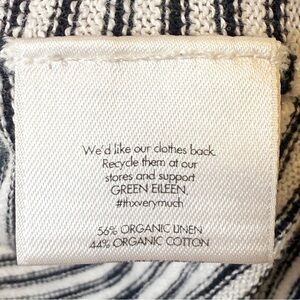 We'd like our clothes back.
Recycle them at our
stores and support
GREEN EILEEN.
#thxverymuch
56% ORGANIC LINEN
44% ORGANIC COTTON